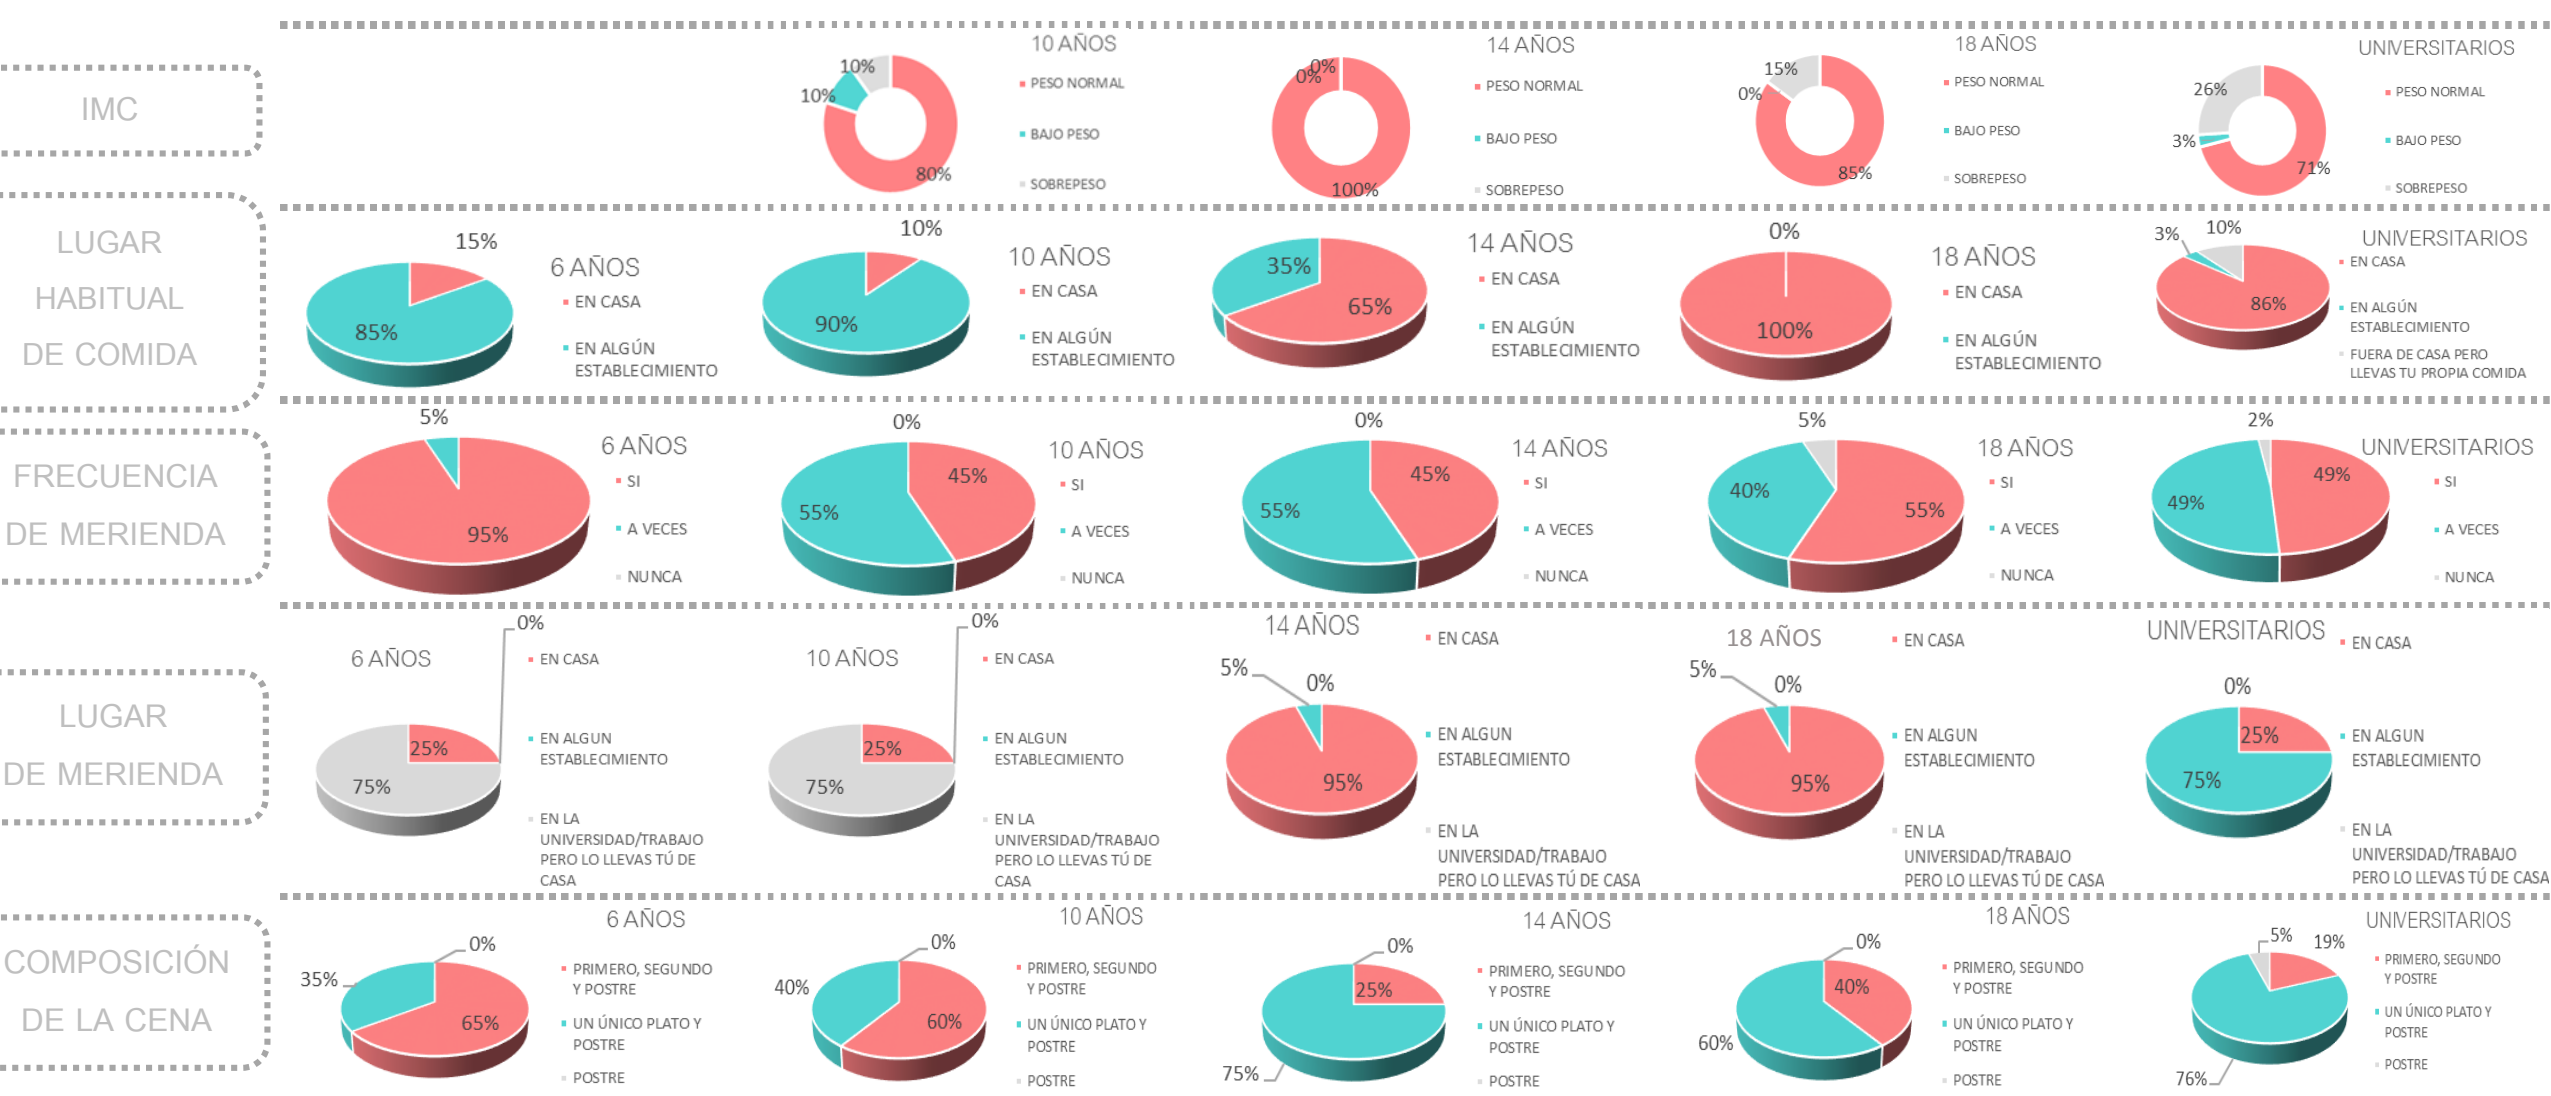 IMC
10 AÑOS
10%
10%
80%
PESO NORMAL
BAJO PESO
SOBREPESO
14 AÑOS
0%
0%
100%
PESO NORMAL
BAJO PESO
SOBREPESO
18 AÑOS
15%
0%
85%
PESO NORMAL
BAJO PESO
SOBREPESO
UNIVERSITARIOS
26%
3%
71%
PESO NORMAL
BAJO PESO
SOBREPESO
LUGAR
HABITUAL
DE COMIDA
15%
85%
6 AÑOS
EN CASA
EN ALGÚN
ESTABLECIMIENTO
10%
90%
10 AÑOS
EN CASA
EN ALGÚN
ESTABLECIMIENTO
35%
65%
14 AÑOS
EN CASA
EN ALGÚN
ESTABLECIMIENTO
0%
100%
18 AÑOS
EN CASA
EN ALGÚN
ESTABLECIMIENTO
3%
10%
86%
UNIVERSITARIOS
EN CASA
EN ALGÚN
ESTABLECIMIENTO
FUERA DE CASA PERO
LLEVAS TU PROPIA COMIDA
FRECUENCIA
DE MERIENDA
5%
95%
6 AÑOS
SI
A VECES
NUNCA
0%
45%
55%
10 AÑOS
SI
A VECES
NUNCA
0%
45%
55%
14 AÑOS
SI
A VECES
NUNCA
5%
40%
55%
18 AÑOS
SI
A VECES
NUNCA
2%
49%
49%
UNIVERSITARIOS
SI
A VECES
NUNCA
LUGAR
DE MERIENDA
6 AÑOS
0%
25%
75%
EN CASA
EN ALGUN
ESTABLECIMIENTO
EN LA
UNIVERSIDAD/TRABAJO
PERO LO LLEVAS TÚ DE
CASA
10 AÑOS
0%
25%
75%
EN CASA
EN ALGUN
ESTABLECIMIENTO
EN LA
UNIVERSIDAD/TRABAJO
PERO LO LLEVAS TÚ DE
CASA
14 AÑOS
5%
0%
95%
EN CASA
EN ALGUN
ESTABLECIMIENTO
EN LA
UNIVERSIDAD/TRABAJO
PERO LO LLEVAS TÚ DE CASA
18 AÑOS
5%
0%
95%
EN CASA
EN ALGUN
ESTABLECIMIENTO
EN LA
UNIVERSIDAD/TRABAJO
PERO LO LLEVAS TÚ DE CASA
UNIVERSITARIOS
0%
25%
75%
EN CASA
EN ALGUN
ESTABLECIMIENTO
EN LA
UNIVERSIDAD/TRABAJO
PERO LO LLEVAS TÚ DE CASA
COMPOSICIÓN
DE LA CENA
6 AÑOS
0%
35%
65%
PRIMERO, SEGUNDO
Y POSTRE
UN ÚNICO PLATO Y
POSTRE
POSTRE
10 AÑOS
0%
40%
60%
PRIMERO, SEGUNDO
Y POSTRE
UN ÚNICO PLATO Y
POSTRE
POSTRE
14 AÑOS
0%
25%
75%
PRIMERO, SEGUNDO
Y POSTRE
UN ÚNICO PLATO Y
POSTRE
POSTRE
18 AÑOS
0%
40%
60%
PRIMERO, SEGUNDO
Y POSTRE
UN ÚNICO PLATO Y
POSTRE
POSTRE
UNIVERSITARIOS
5%
19%
76%
PRIMERO, SEGUNDO
Y POSTRE
UN ÚNICO PLATO Y
POSTRE
POSTRE